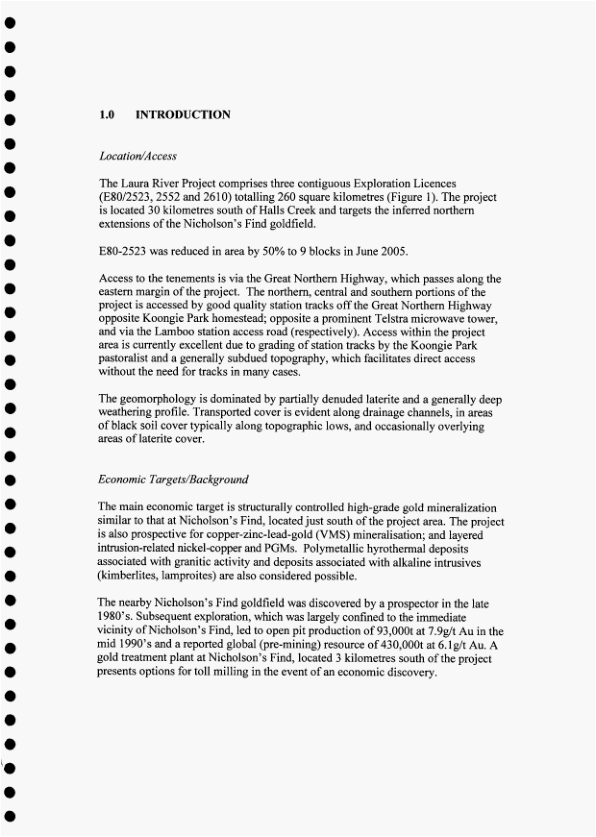 1.0 INTRODUCTION
Location/Access
The Laura River Project comprises three contiguous Exploration Licences
(E80/2523, 2552 and 2610) totalling 260 square kilometres (Figure 1). The project
is located 30 kilometres south of Halls Creek and targets the inferred northern
extensions of the Nicholson's Find goldfield.
E80-2523 was reduced in area by 50% to 9 blocks in June 2005.
Access to the tenements is via the Great Northern Highway, which passes along the
eastern margin of the project. The northern, central and southern portions of the
project is accessed by good quality station tracks off the Great Northern Highway
opposite Koongie Park homestead; opposite a prominent Telstra microwave tower,
and via the Lamboo station access road (respectively). Access within the project
area is currently excellent due to grading of station tracks by the Koongie Park
pastoralist and a generally subdued topography, which facilitates direct access
without the need for tracks in many cases.
The geomorphology is dominated by partially denuded laterite and a generally deep
weathering profile. Transported cover is evident along drainage channels, in areas
of black soil cover typically along topographic lows, and occasionally overlying
areas of laterite cover.
Economic Targets/Background
The main economic target is structurally controlled high-grade gold mineralization
similar to that at Nicholson's Find, located just south of the project area. The project
is also prospective for copper-zinc-lead-gold (VMS) mineralisation; and layered
intrusion-related nickel-copper and PGMs. Polymetallic hyrothermal deposits
associated with granitic activity and deposits associated with alkaline intrusives
(kimberlites, lamproites) are also considered possible.
The nearby Nicholson's Find goldfield was discovered by a prospector in the late
1980's. Subsequent exploration, which was largely confined to the immediate
vicinity of Nicholson's Find, led to open pit production of 93,000t at 7.9g/t Au in the
mid 1990's and a reported global (pre-mining) resource of 430,000t at 6.1g/t Au. A
gold treatment plant at Nicholson's Find, located 3 kilometres south of the project
presents options for toll milling in the event of an economic discovery.